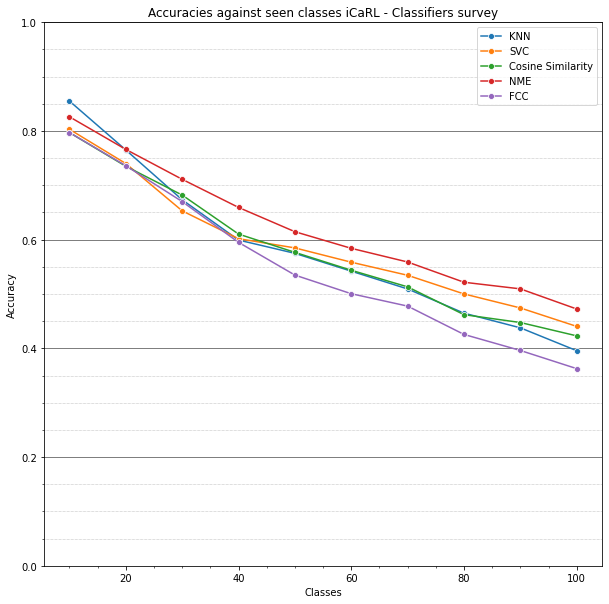 Accuracies against seen classes iCaRL - Classifiers survey
KNN
SVC
Cosine Similarity
NME
FCC
Accuracy
1.0
0.8
0.6
0.4
0.2
0.0
20
40
60
80
100
Classes